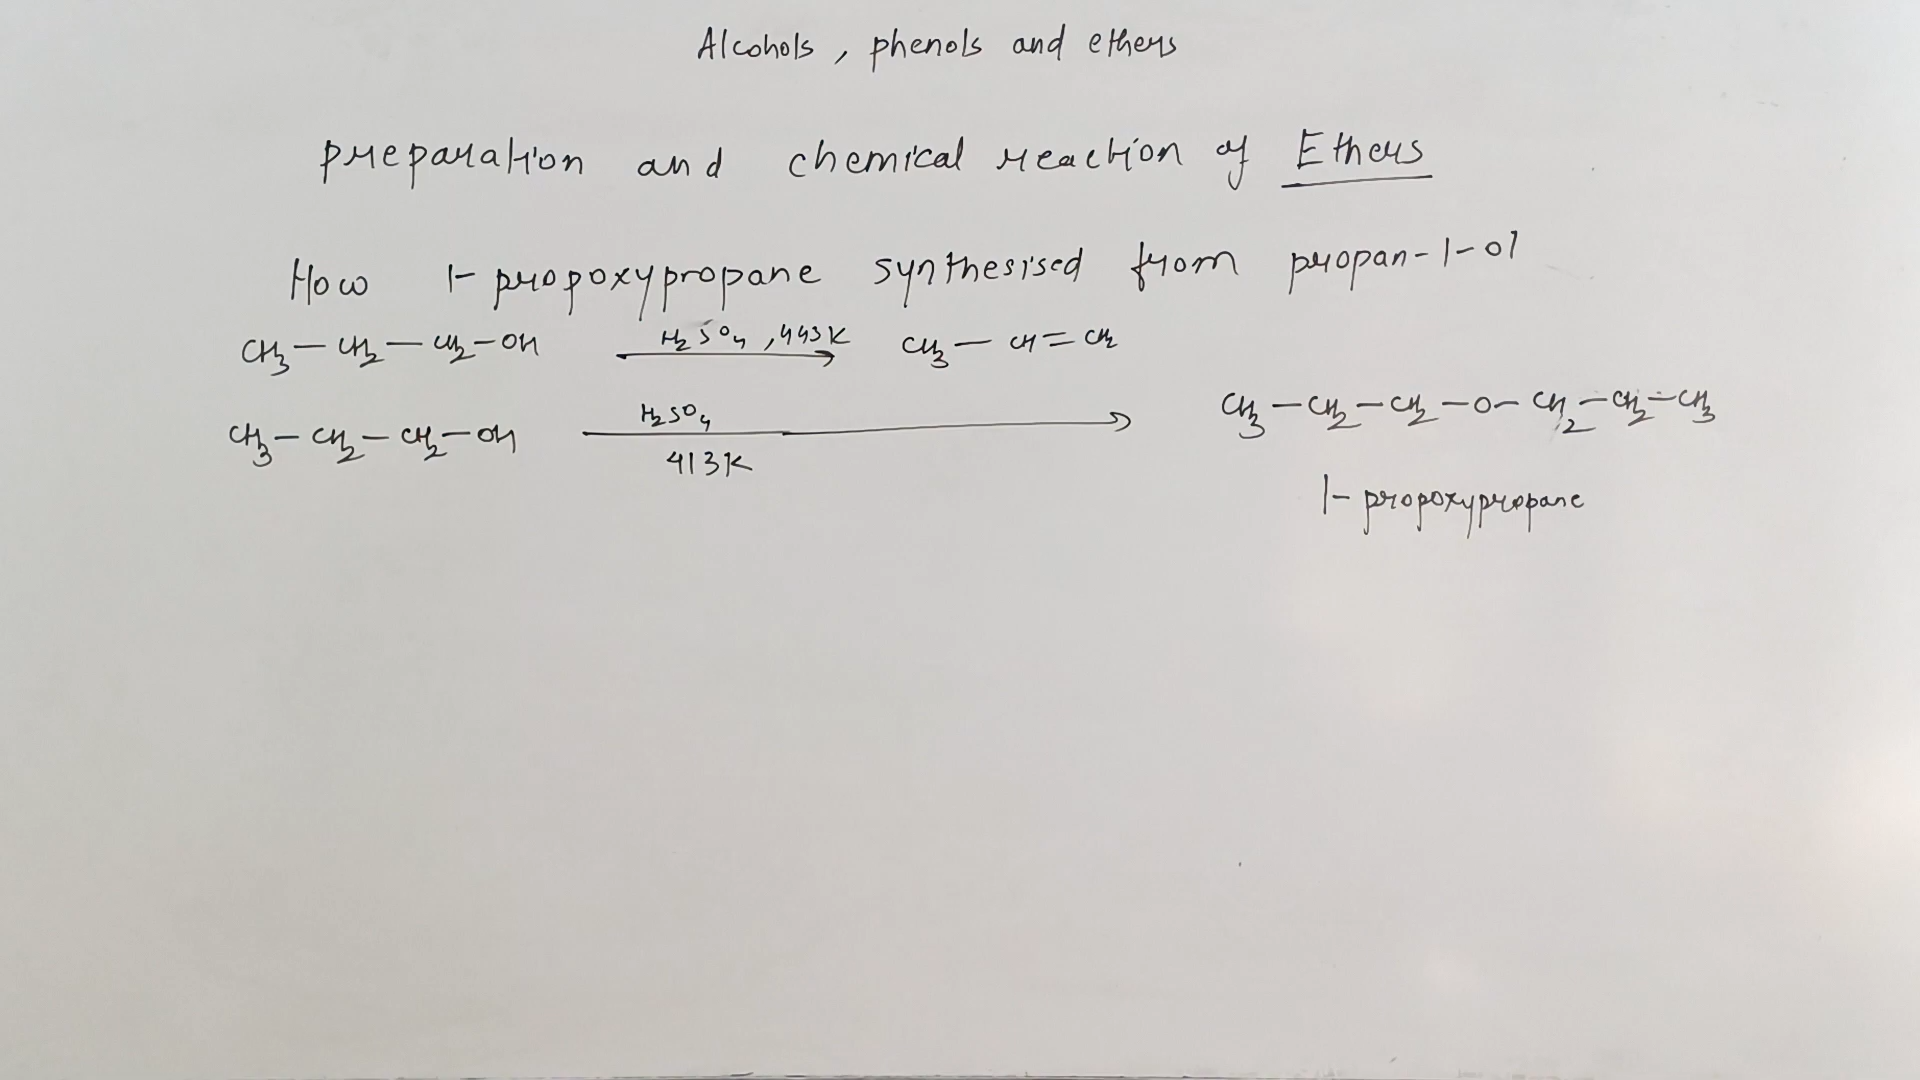 Alcohols, phenols and ethers
preparation and chemical reaction of Ethers
How 1-propoxypropane synthesised from propan-1-ol
CH3-CH2-CH2-OH H2SO4, 443K CH3-CH=CH2
CH3-CH2-CH2-OH H2SO4 CH3-CH2-CH2-O-CH2-CH2-CH3
413K
1-propoxypropane